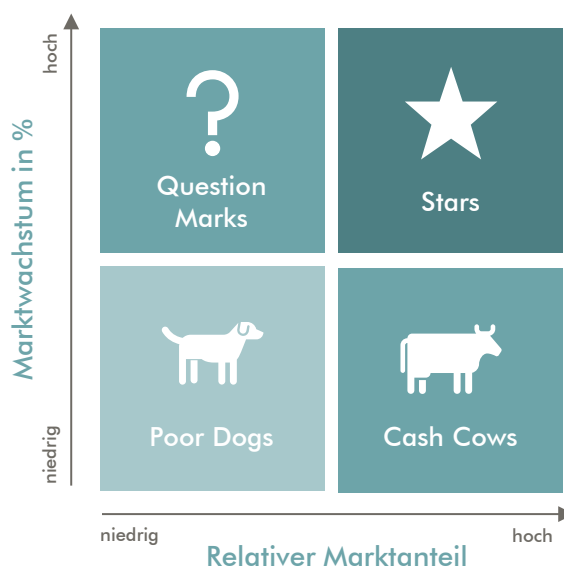 hoch
Marktwachstum in %
niedrig
Question
Marks
Stars
Poor Dogs
Cash Cows
niedrig
hoch
Relativer Marktanteil